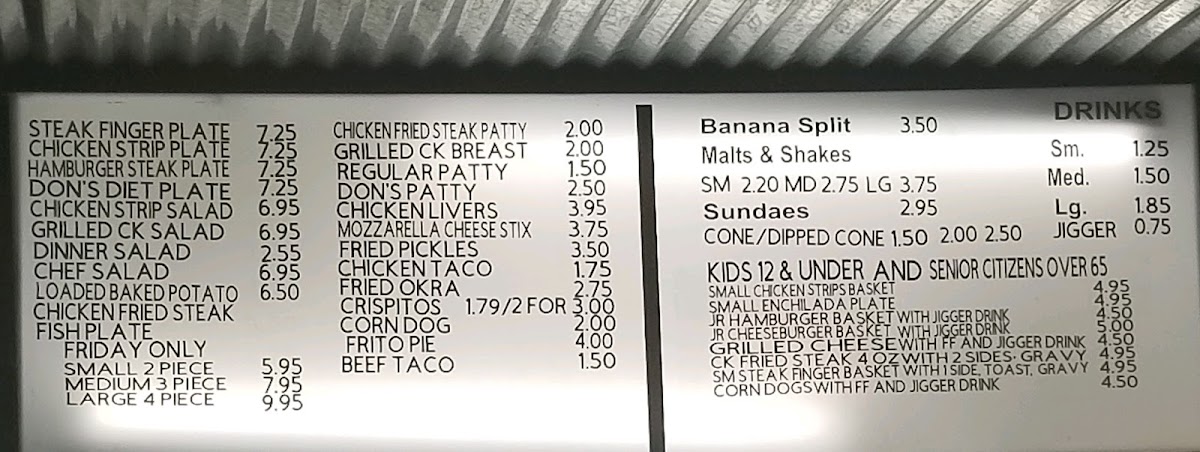 STEAK FINGER PLATE 7.25
CHICKEN STRIP PLATE 7.25
HAMBURGER STEAK PLATE 7.25
DON'S DIET PLATE 7.25
CHICKEN STRIP SALAD 6.95
GRILLED CK SALAD 6.95
DINNER SALAD 2.55
CHEF SALAD 6.95
LOADED BAKED POTATO 6.50
CHICKEN FRIED STEAK
FISH PLATE
FRIDAY ONLY
SMALL 2 PIECE 5.95
MEDIUM 3 PIECE 7.95
LARGE 4 PIECE 9.95
CHICKEN FRIED STEAK PATTY 2.00
GRILLED CK BREAST 2.00
REGULAR PATTY 1.50
DON'S PATTY 2.50
CHICKEN LIVERS 3.95
MOZZARELLA CHEESE STIX 3.75
FRIED PICKLES 3.50
CHICKEN TACO 1.75
FRIED OKRA 2.75
CRISPITOS 1.79/2 FOR 3.00
CORN DOG 2.00
FRITO PIE 4.00
BEEF TACO 1.50
Banana Split 3.50
Malts & Shakes
SM 2.20 MD 2.75 LG 3.75
Sundaes 2.95
CONE/DIPPED CONE 1.50 2.00 2.50
DRINKS
Sm. 1.25
Med. 1.50
Lg. 1.85
JIGGER 0.75
KIDS 12 & UNDER AND SENIOR CITIZENS OVER 65
SMALL CHICKEN STRIPS BASKET 4.95
SMALL ENCHILADA PLATE 4.95
JR HAMBURGER BASKET WITH JIGGER DRINK 4.50
JR CHEESEBURGER BASKET WITH JIGGER DRINK 5.00
GRILLED CHEESE WITH FF AND JIGGER DRINK 4.50
CK FRIED STEAK 4 OZ WITH 2 SIDES· GRAVY 4.95
SM STEAK FINGER BASKET WITH 1 SIDE, TOAST, GRAVY 4.95
CORN DOGS WITH FF AND JIGGER DRINK 4.50